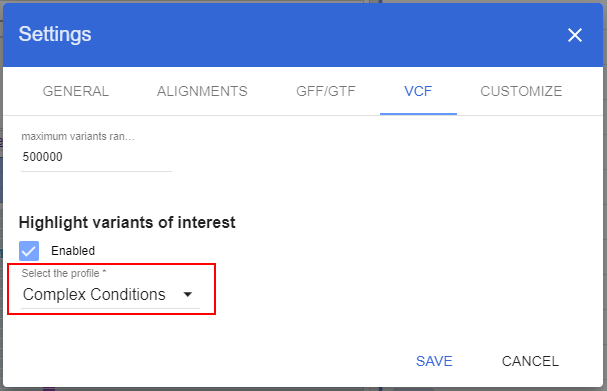 Settings
GENERAL ALIGNMENTS GFF/GTF VCF CUSTOMIZE
maximum variants ran...
500000
Highlight variants of interest
Enabled
Select the profile *
Complex Conditions
SAVE CANCEL